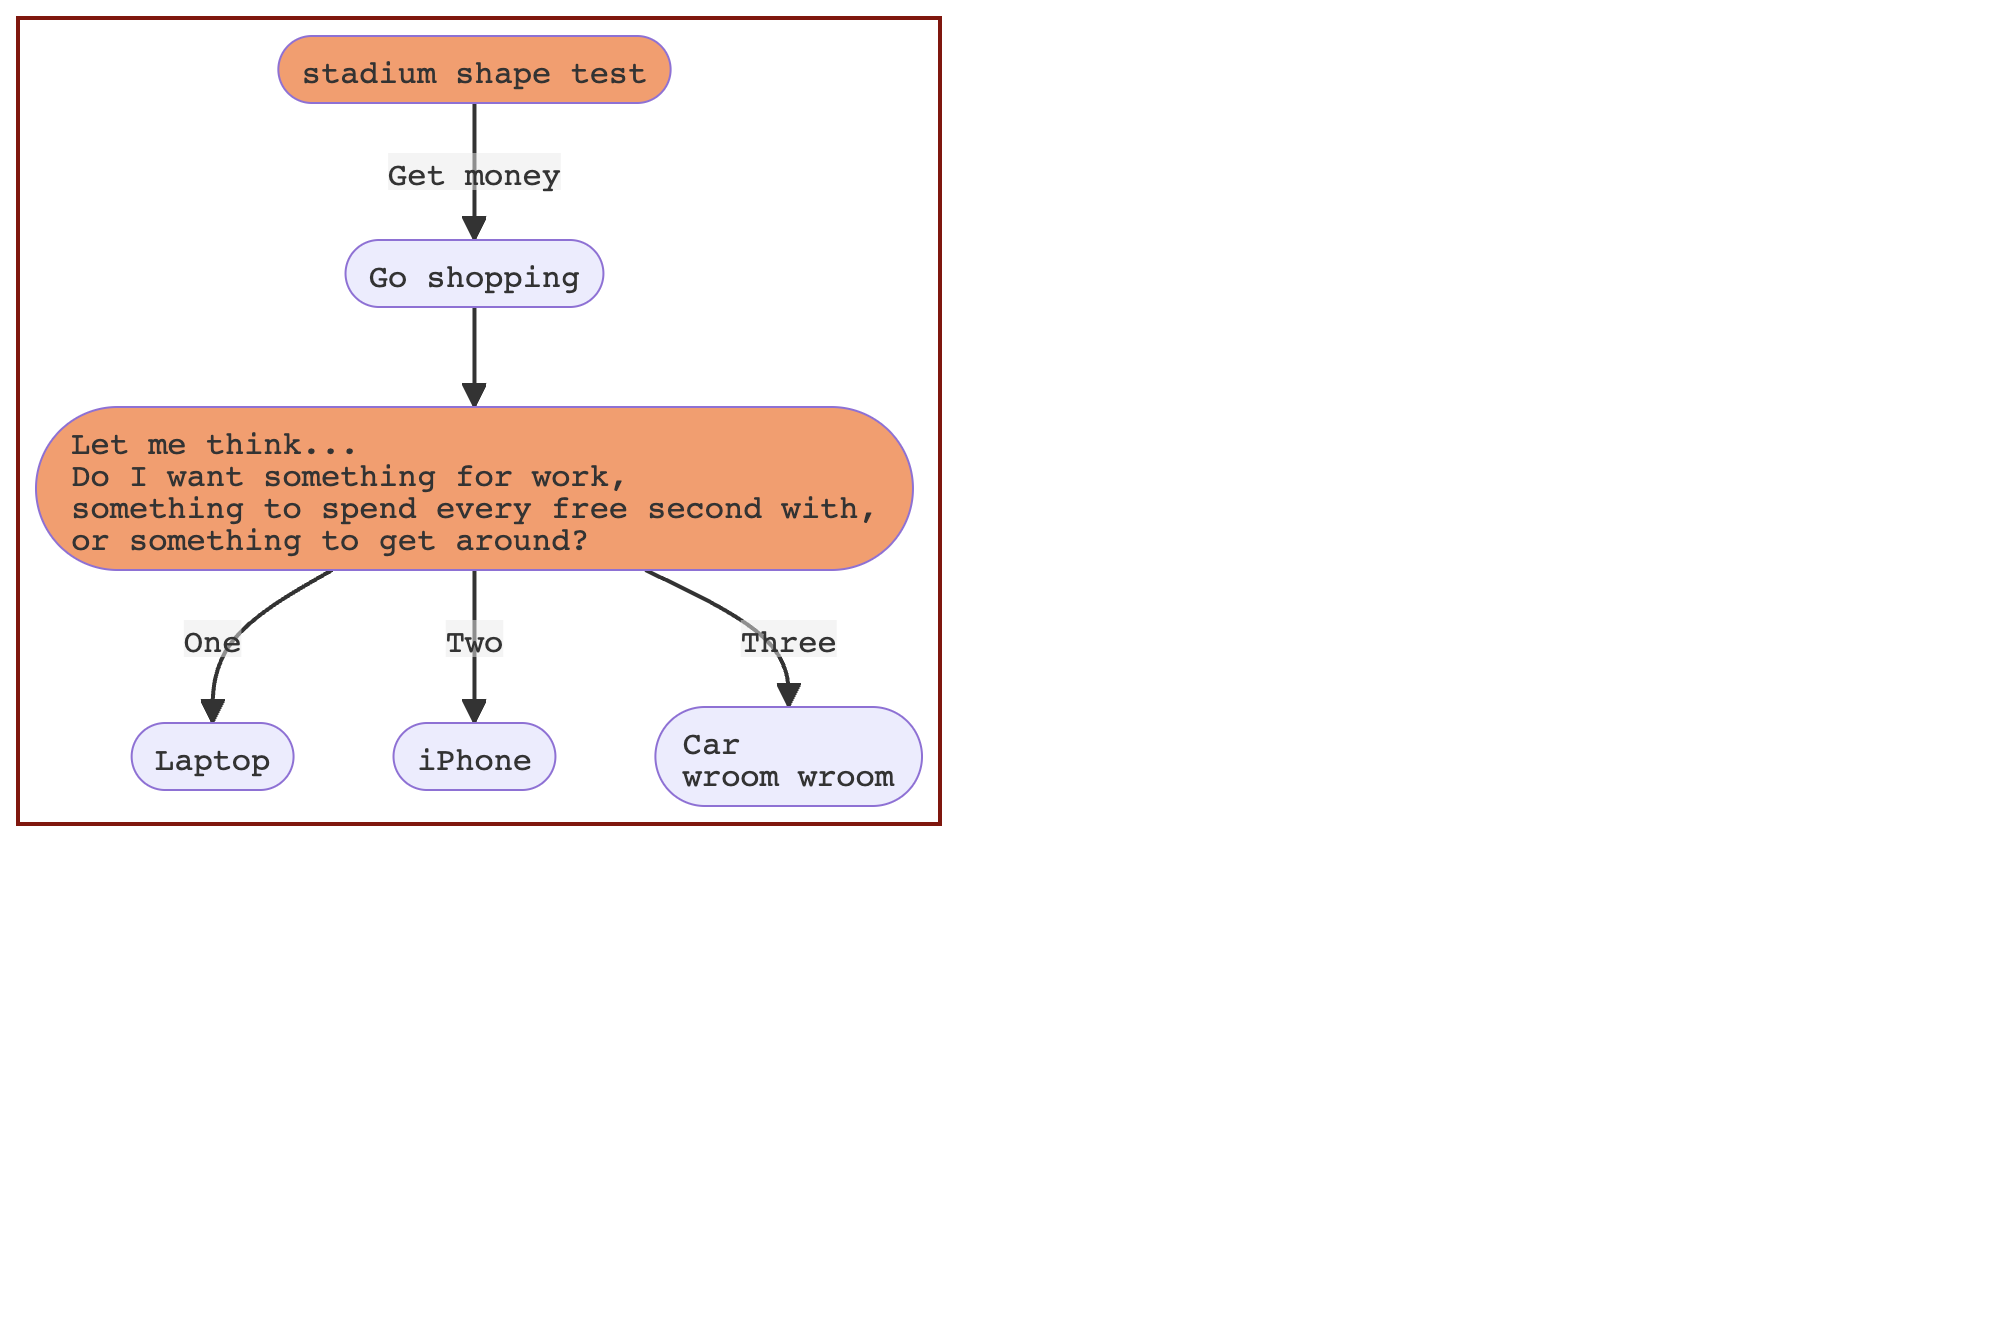 stadium shape test
Get money
Go shopping
Let me think...
Do I want something for work,
something to spend every free second with,
or something to get around?
One
Two
Three
Laptop
iPhone
Car
wroom wroom